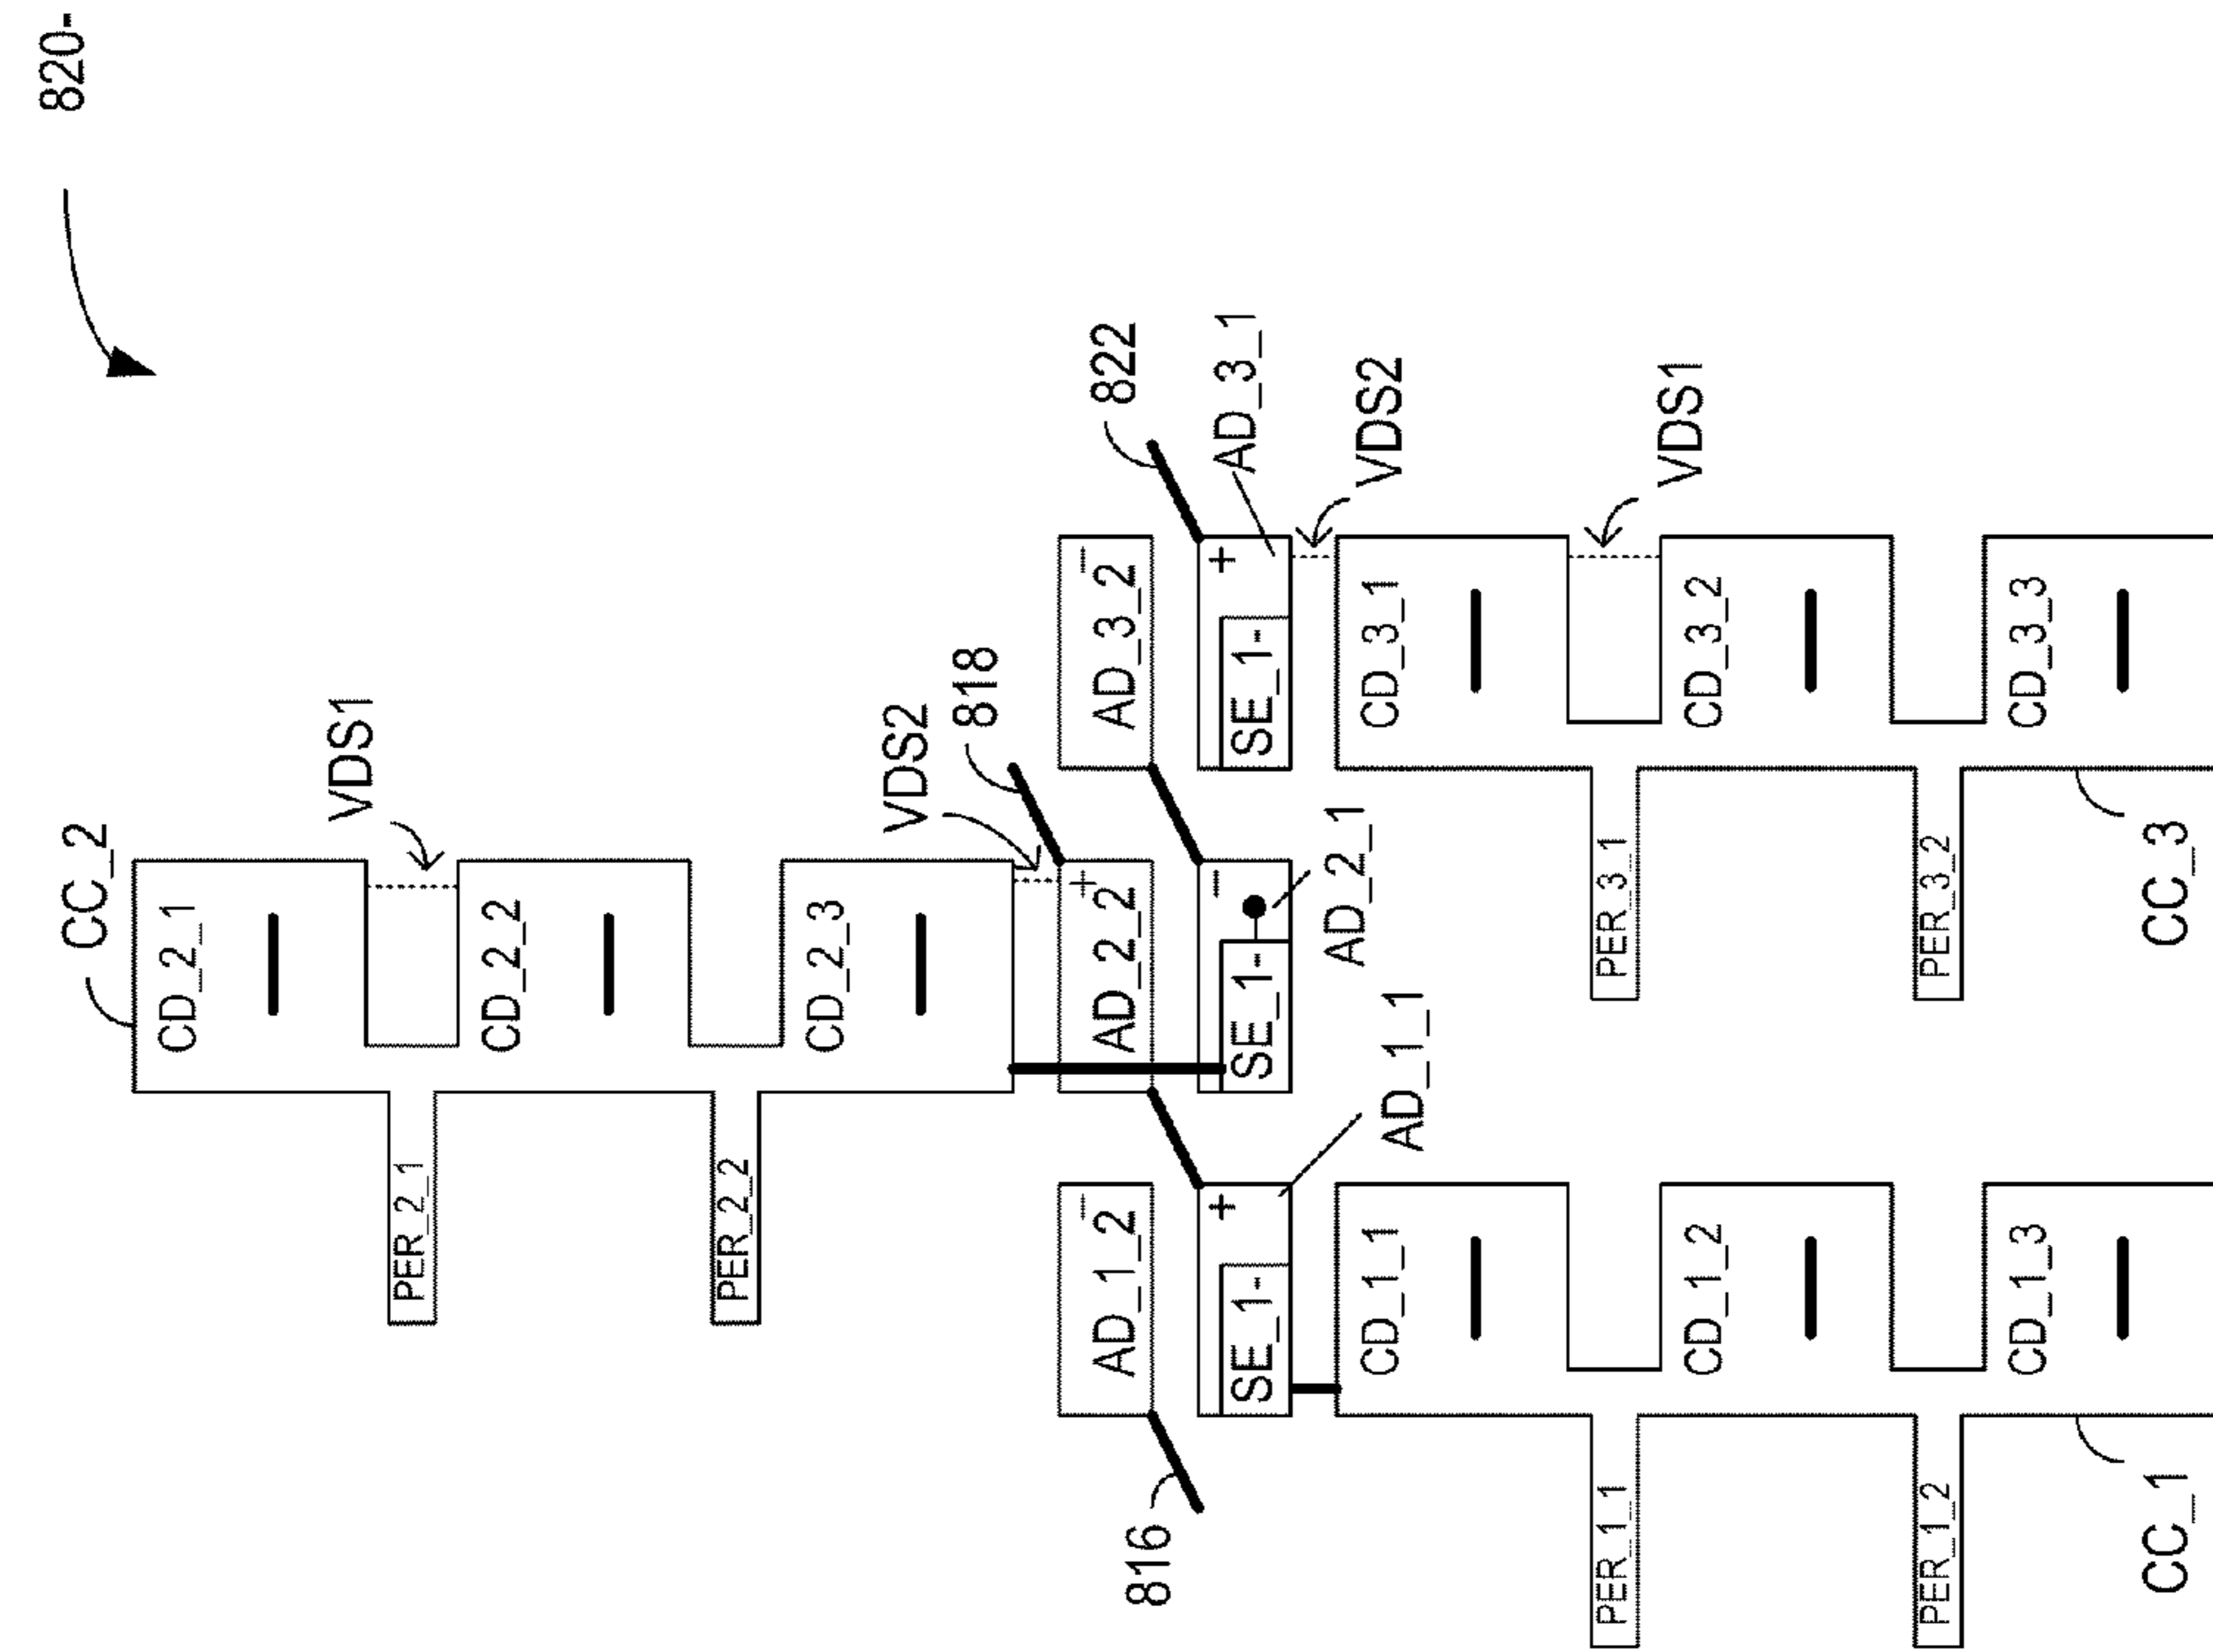 820-
CC_2
CD_2_1
VDS1
PER_2_1
CD_2_2
PER_2_2
CD_2_3
VDS2
818
AD_1_2 -
AD_2_2 +
AD_3_2 -
822
816
SE_1- +
SE_1- -
SE_1- +
AD_1_1
AD_2_1
AD_3_1
VDS2
CD_1_1
CD_3_1
VDS1
PER_1_1
PER_3_1
CD_1_2
CD_3_2
PER_1_2
PER_3_2
CD_1_3
CD_3_3
CC_1
CC_3